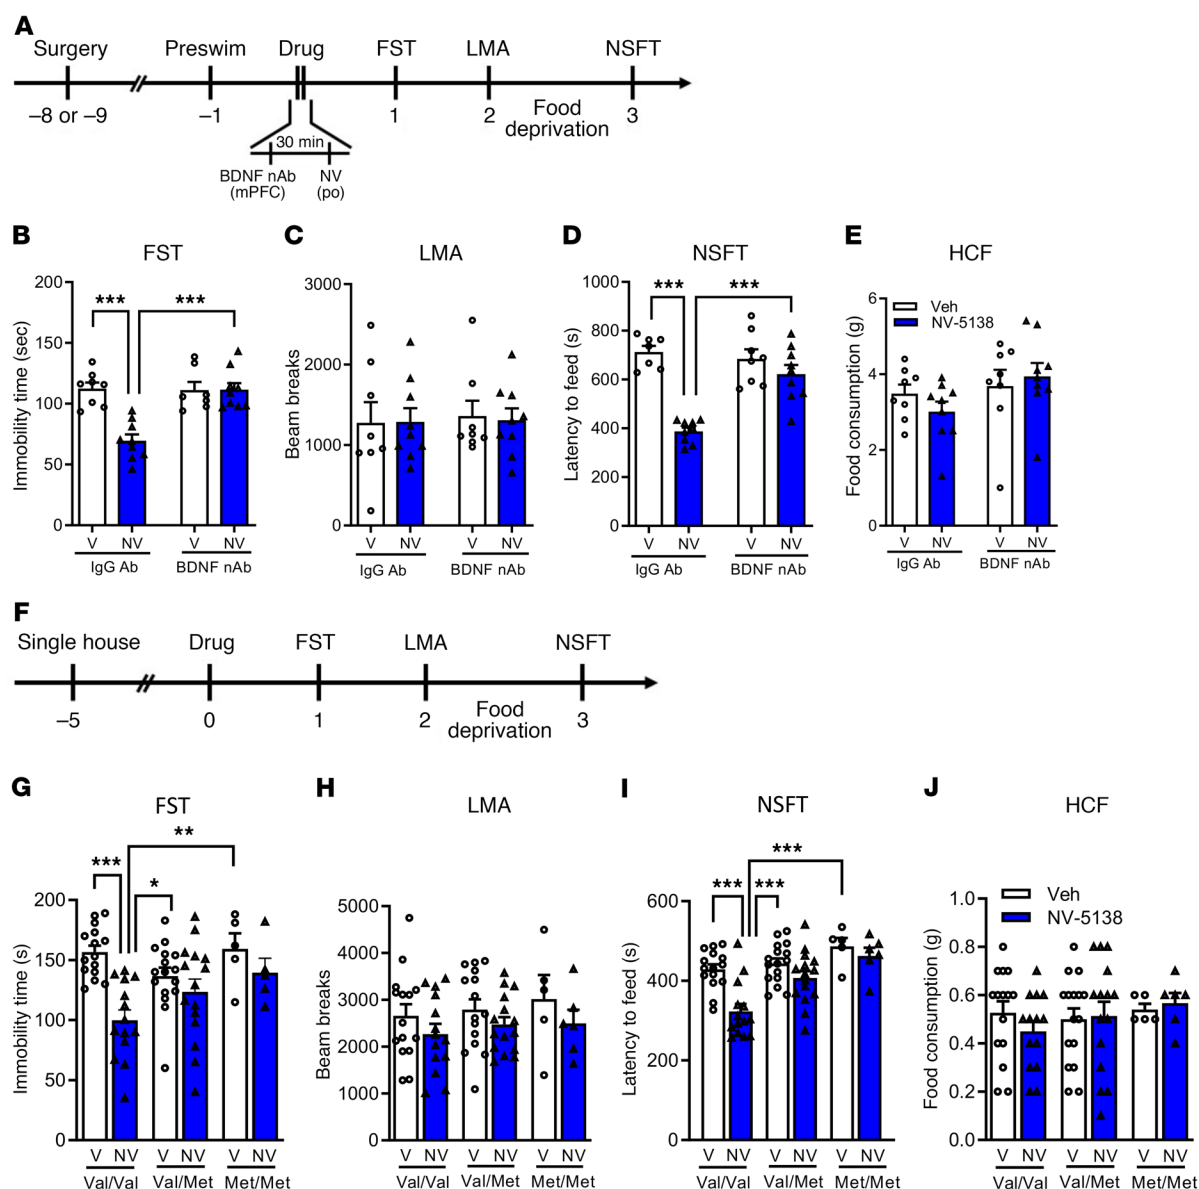 A
Surgery Preswim Drug FST LMA NSFT
–8 or –9 –1 1 2 Food deprivation 3
30 min
BDNF nAb (mPFC) NV (po)
B
FST
Immobility time (sec)
200
150
100
50
0
*** ***
V NV V NV
IgG Ab BDNF nAb
C
LMA
Beam breaks
3000
2000
1000
0
V NV V NV
IgG Ab BDNF nAb
D
NSFT
Latency to feed (s)
1000
800
600
400
200
0
*** ***
V NV V NV
IgG Ab BDNF nAb
E
HCF
Food consumption (g)
6
4
2
0
Veh
NV-5138
V NV V NV
IgG Ab BDNF nAb
F
Single house Drug FST LMA NSFT
–5 0 1 2 Food deprivation 3
G
FST
Immobility time (s)
200
150
100
50
0
**
***
*
V NV V NV V NV
Val/Val Val/Met Met/Met
H
LMA
Beam breaks
5000
4000
3000
2000
1000
0
V NV V NV V NV
Val/Val Val/Met Met/Met
I
NSFT
Latency to feed (s)
600
400
200
0
***
*** ***
V NV V NV V NV
Val/Val Val/Met Met/Met
J
HCF
Food consumption (g)
1.0
0.8
0.6
0.4
0.2
0.0
Veh
NV-5138
V NV V NV V NV
Val/Val Val/Met Met/Met